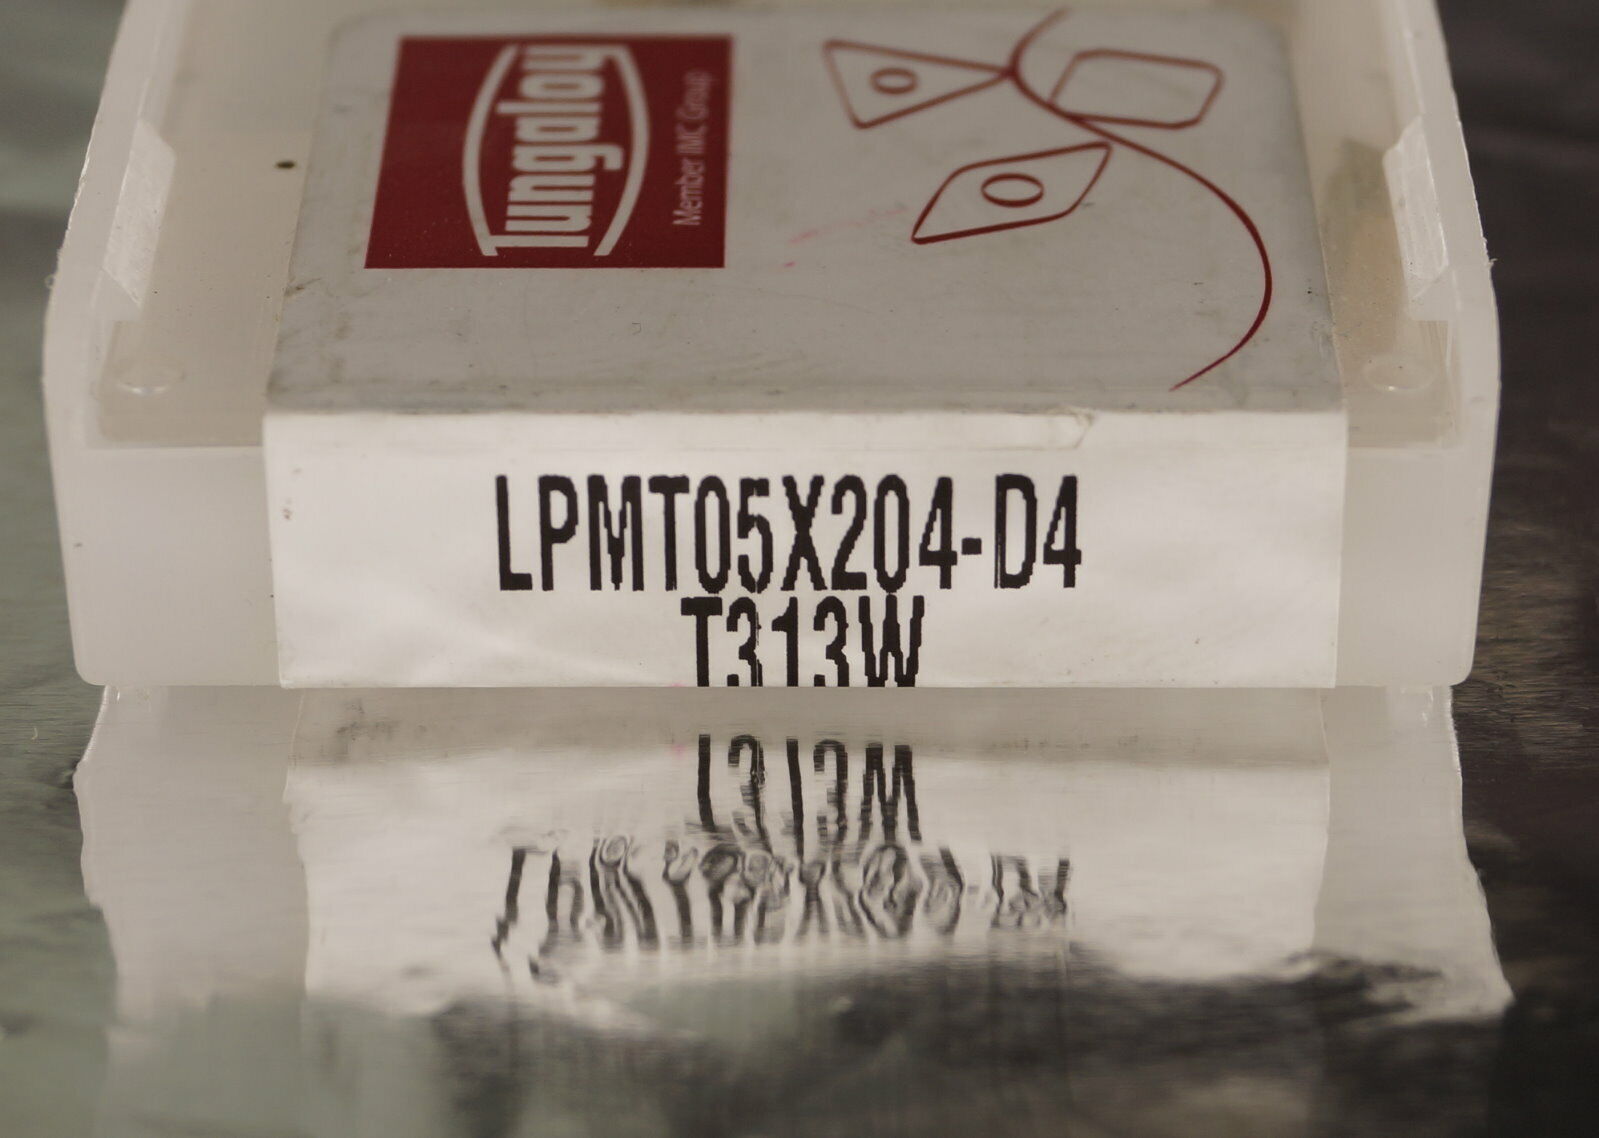 Tungaloy
Member IMC Group
LPMT05X204-D4
T313W